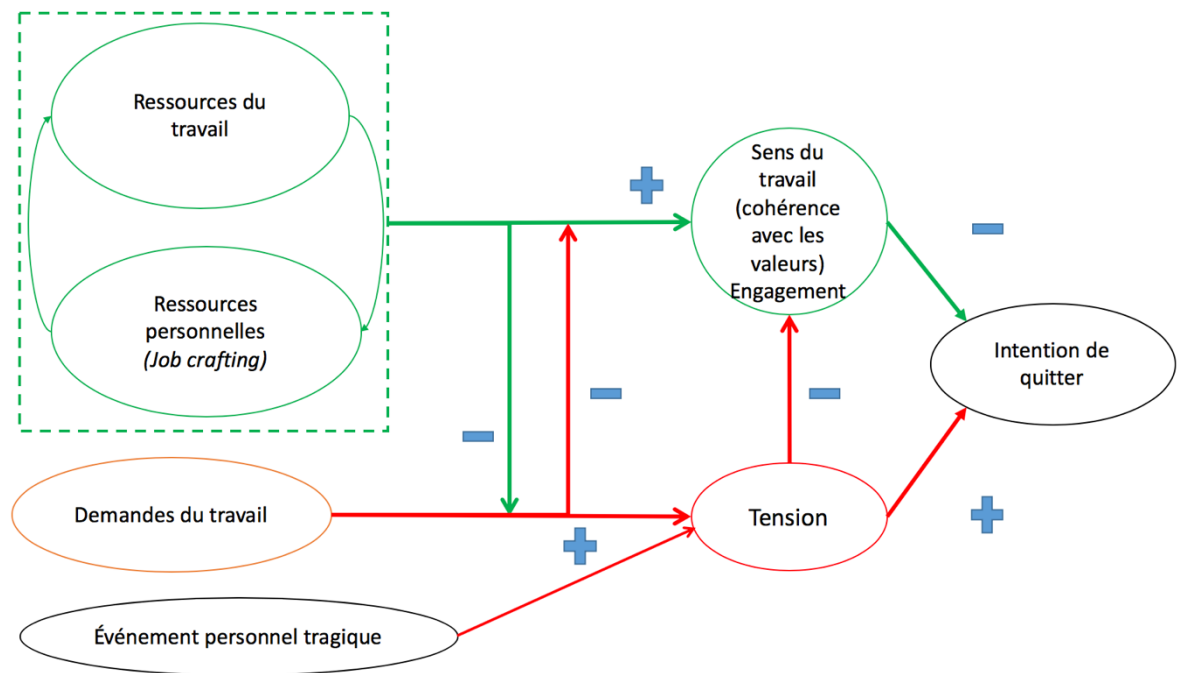 Ressources du
travail
Sens du
travail
(cohérence
avec les
valeurs)
Engagement
Ressources
personnelles
(Job crafting)
Intention de
quitter
Demandes du travail
Tension
Événement personnel tragique